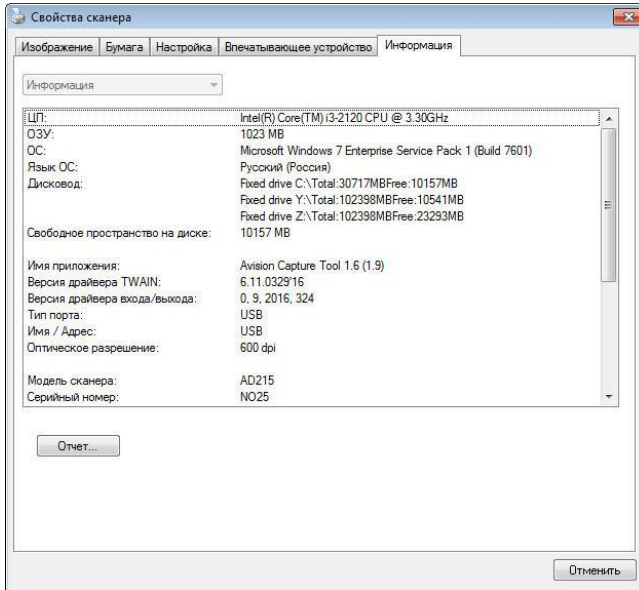 Свойства сканера
Изображение Бумага Настройка Впечатывающее устройство Информация
Информация
ЦП: Intel(R) Core(TM) i3-2120 CPU @ 3.30GHz
ОЗУ: 1023 MB
ОС: Microsoft Windows 7 Enterprise Service Pack 1 (Build 7601)
Язык ОС: Русский (Россия)
Дисковод: Fixed drive C:\Total:30717MBFree:10157MB
Fixed drive Y:\Total:102398MBFree:10541MB
Fixed drive Z:\Total:102398MBFree:23293MB
Свободное пространство на диске: 10157 MB
Имя приложения: Avision Capture Tool 1.6 (1.9)
Версия драйвера TWAIN: 6.11.0329'16
Версия драйвера входа/выхода: 0, 9, 2016, 324
Тип порта: USB
Имя / Адрес: USB
Оптическое разрешение: 600 dpi
Модель сканера: AD215
Серийный номер: NO25
Отчет...
Отменить